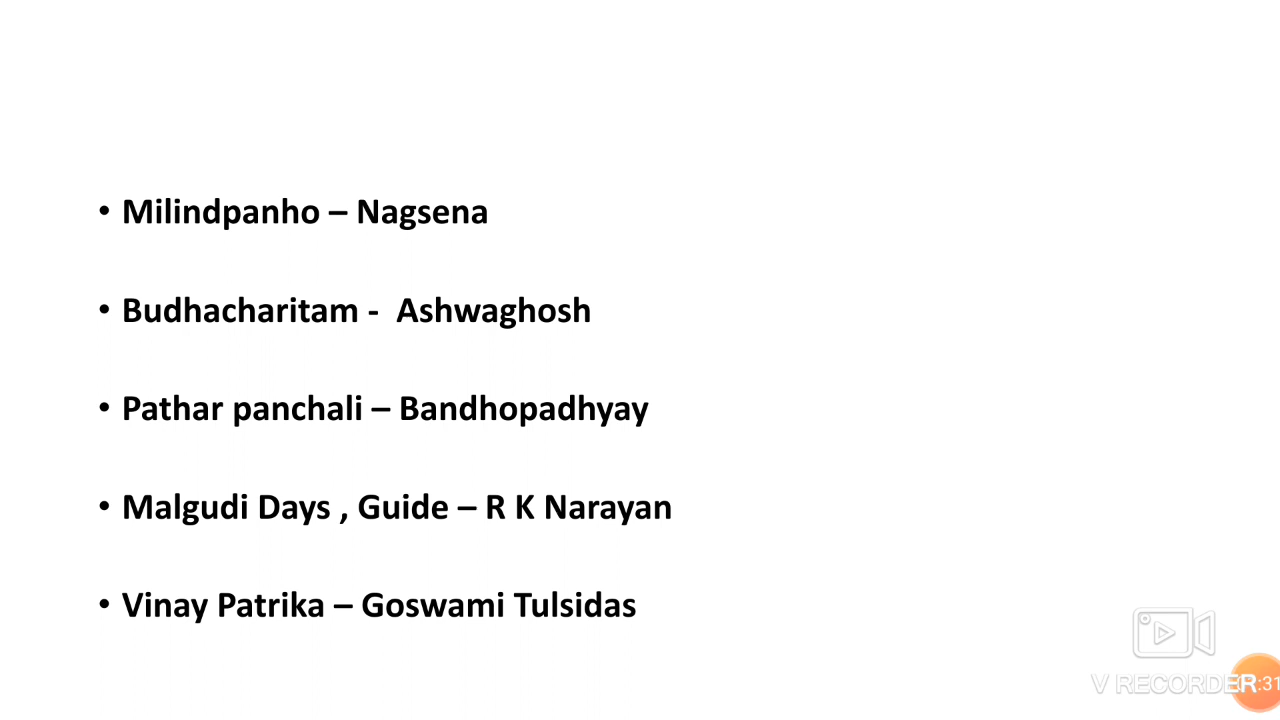 • Milindpanho – Nagsena
• Budhacharitam - Ashwaghosh
• Pathar panchali – Bandhopadhyay
• Malgudi Days , Guide – R K Narayan
• Vinay Patrika – Goswami Tulsidas
V RECORDER